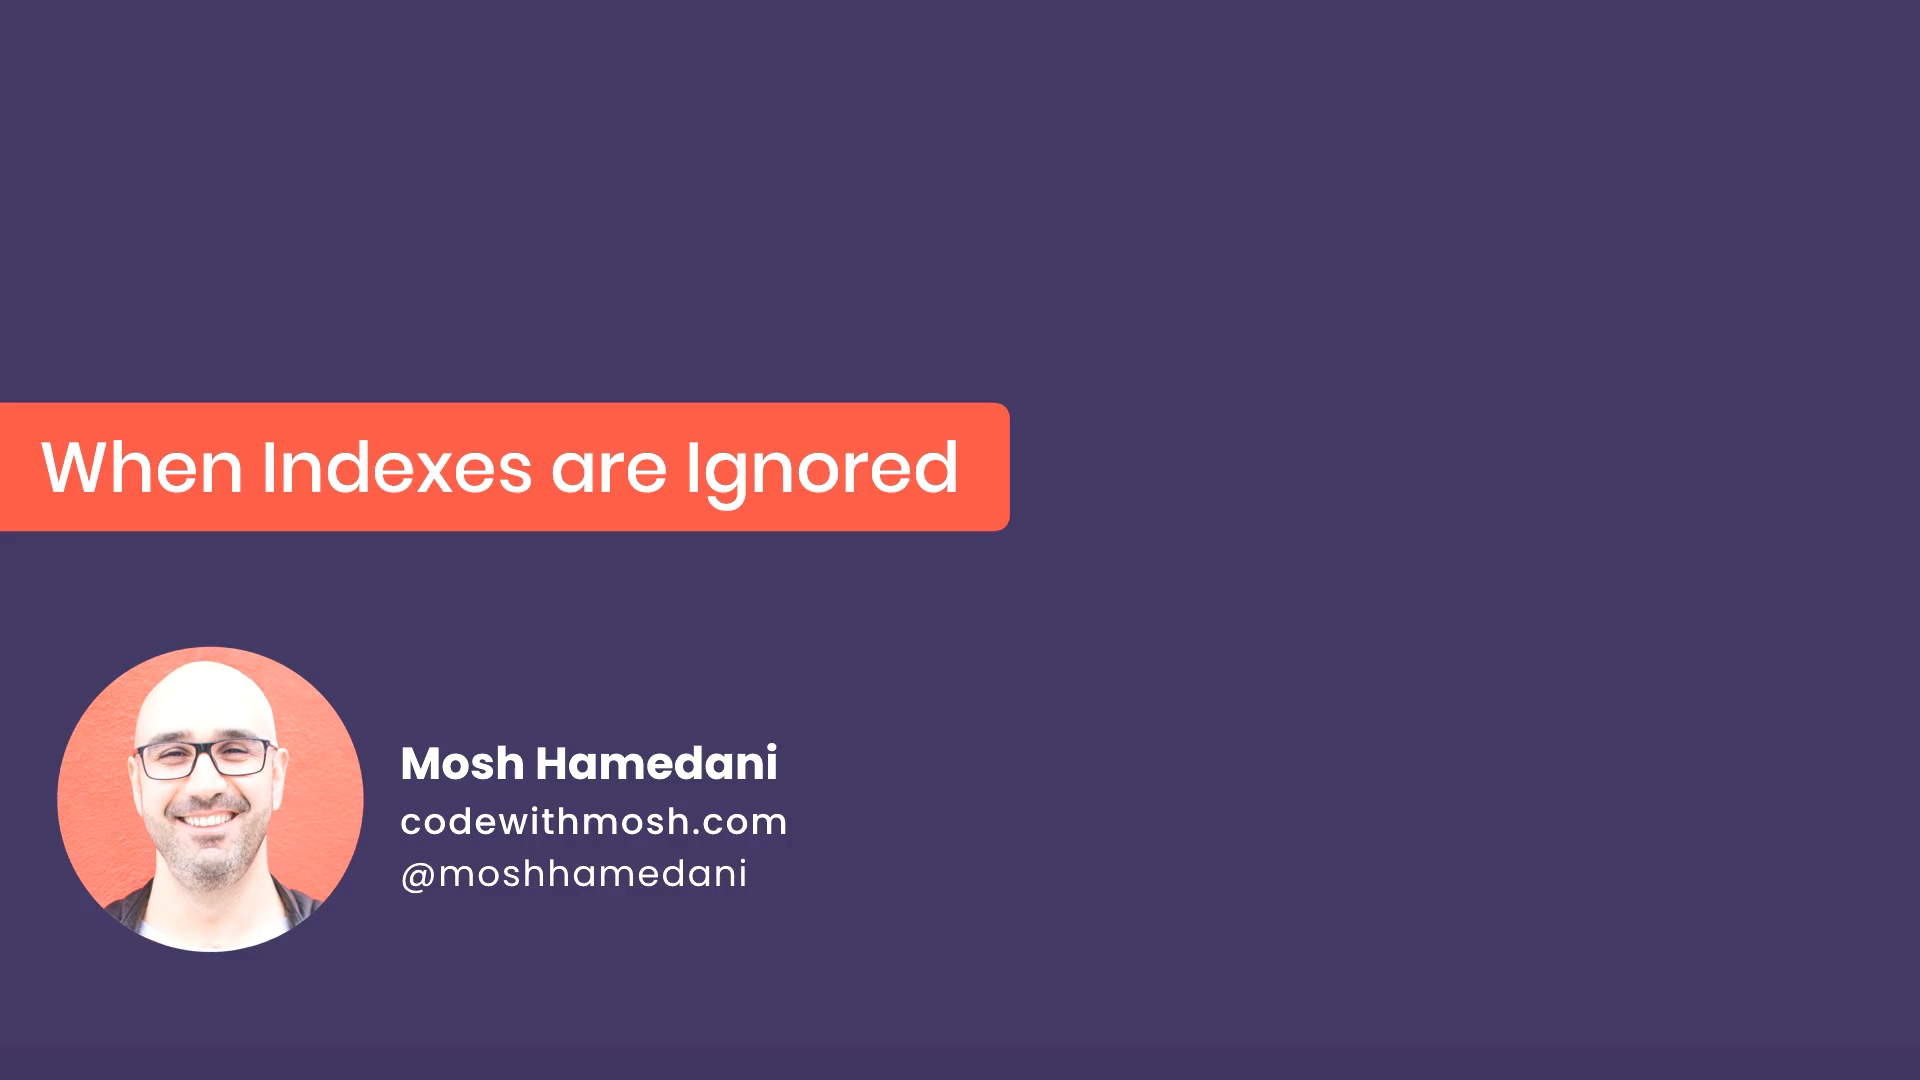 When Indexes are Ignored
Mosh Hamedani
codewithmosh.com
@moshhamedani